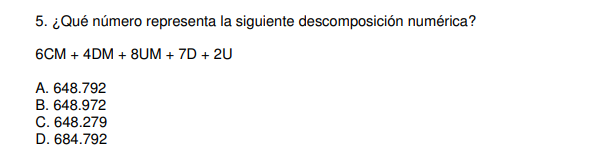 5. ¿Qué número representa la siguiente descomposición numérica?
6CM + 4DM + 8UM + 7D + 2U
A. 648.792
B. 648.972
C. 648.279
D. 684.792